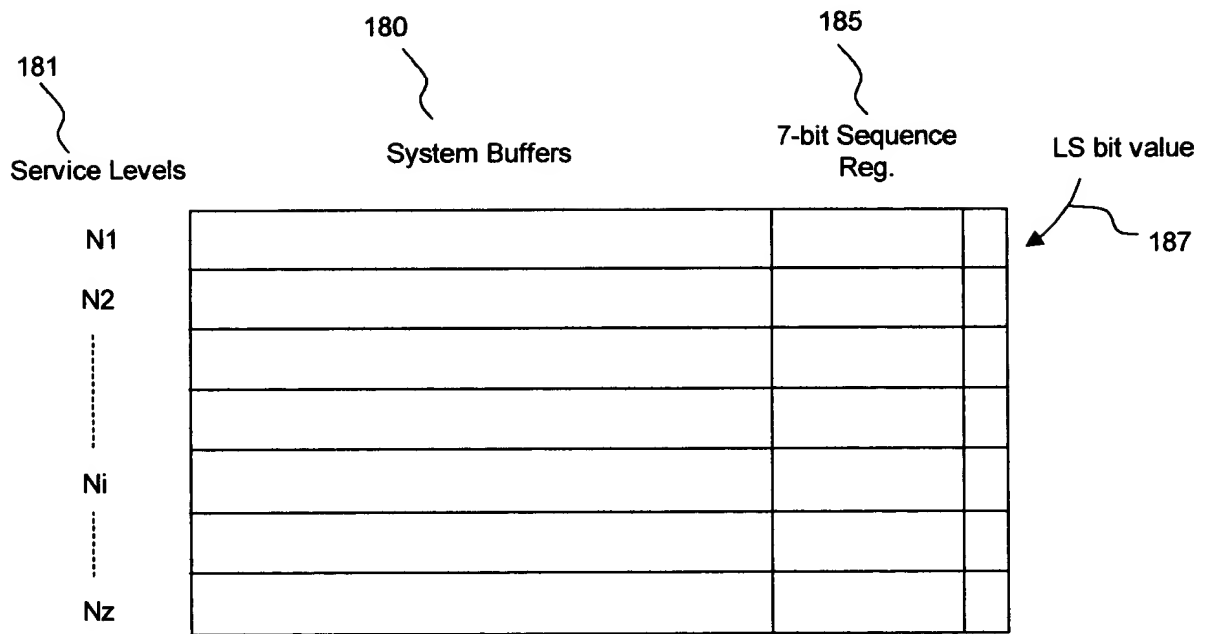 185
180
181
7-bit Sequence
Reg.
LS bit value
System Buffers
Service Levels
187
N1
N2
Ni
Nz